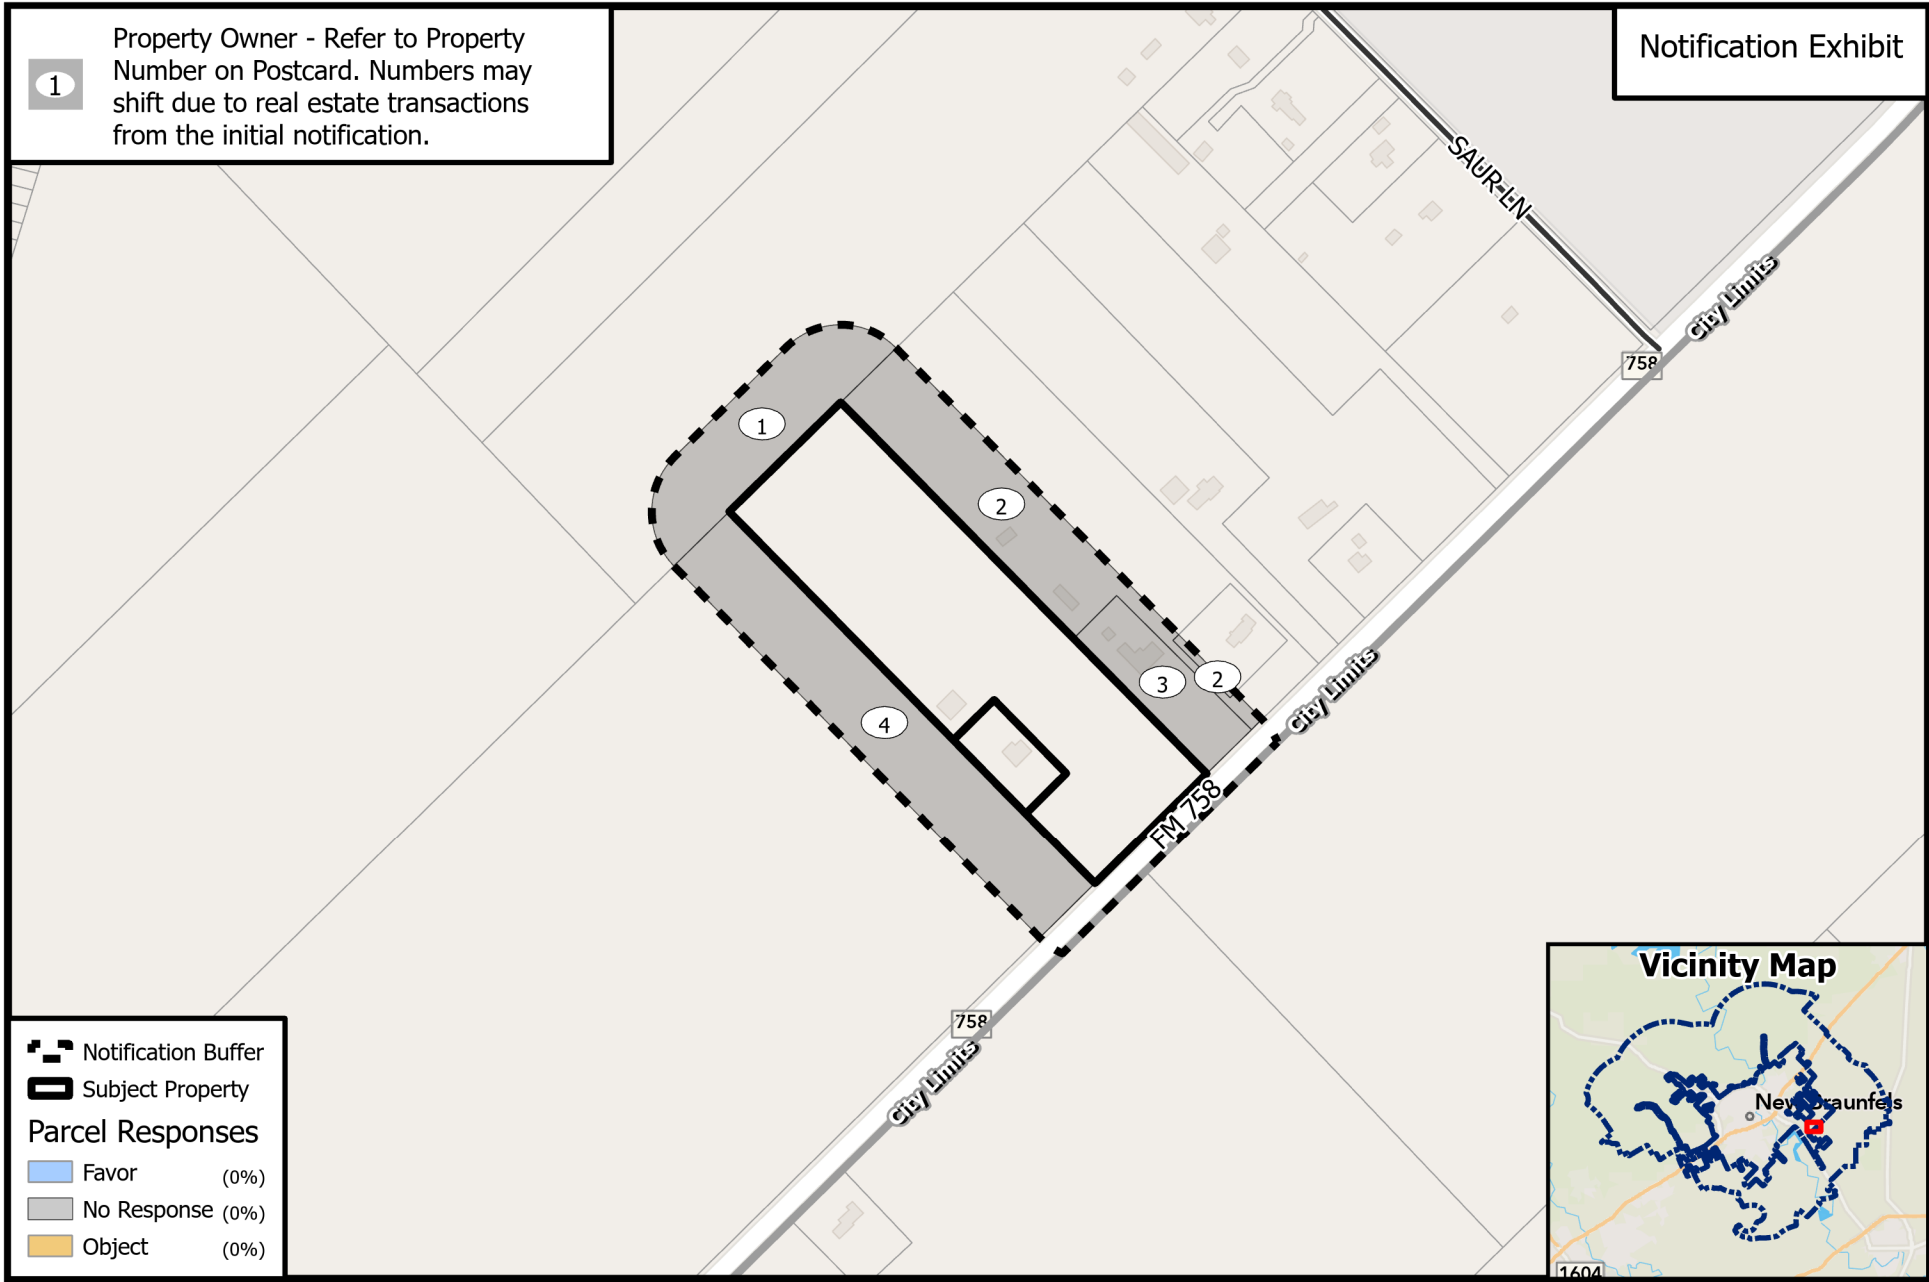 1
Property Owner - Refer to Property
Number on Postcard. Numbers may
shift due to real estate transactions
from the initial notification.
Notification Exhibit
SAUR LN
City Limits
758
1
2
3
2
4
City Limits
FM 758
758
City Limits
Notification Buffer
Subject Property
Parcel Responses
Favor (0%)
No Response (0%)
Object (0%)
Vicinity Map
New Braunfels
1604